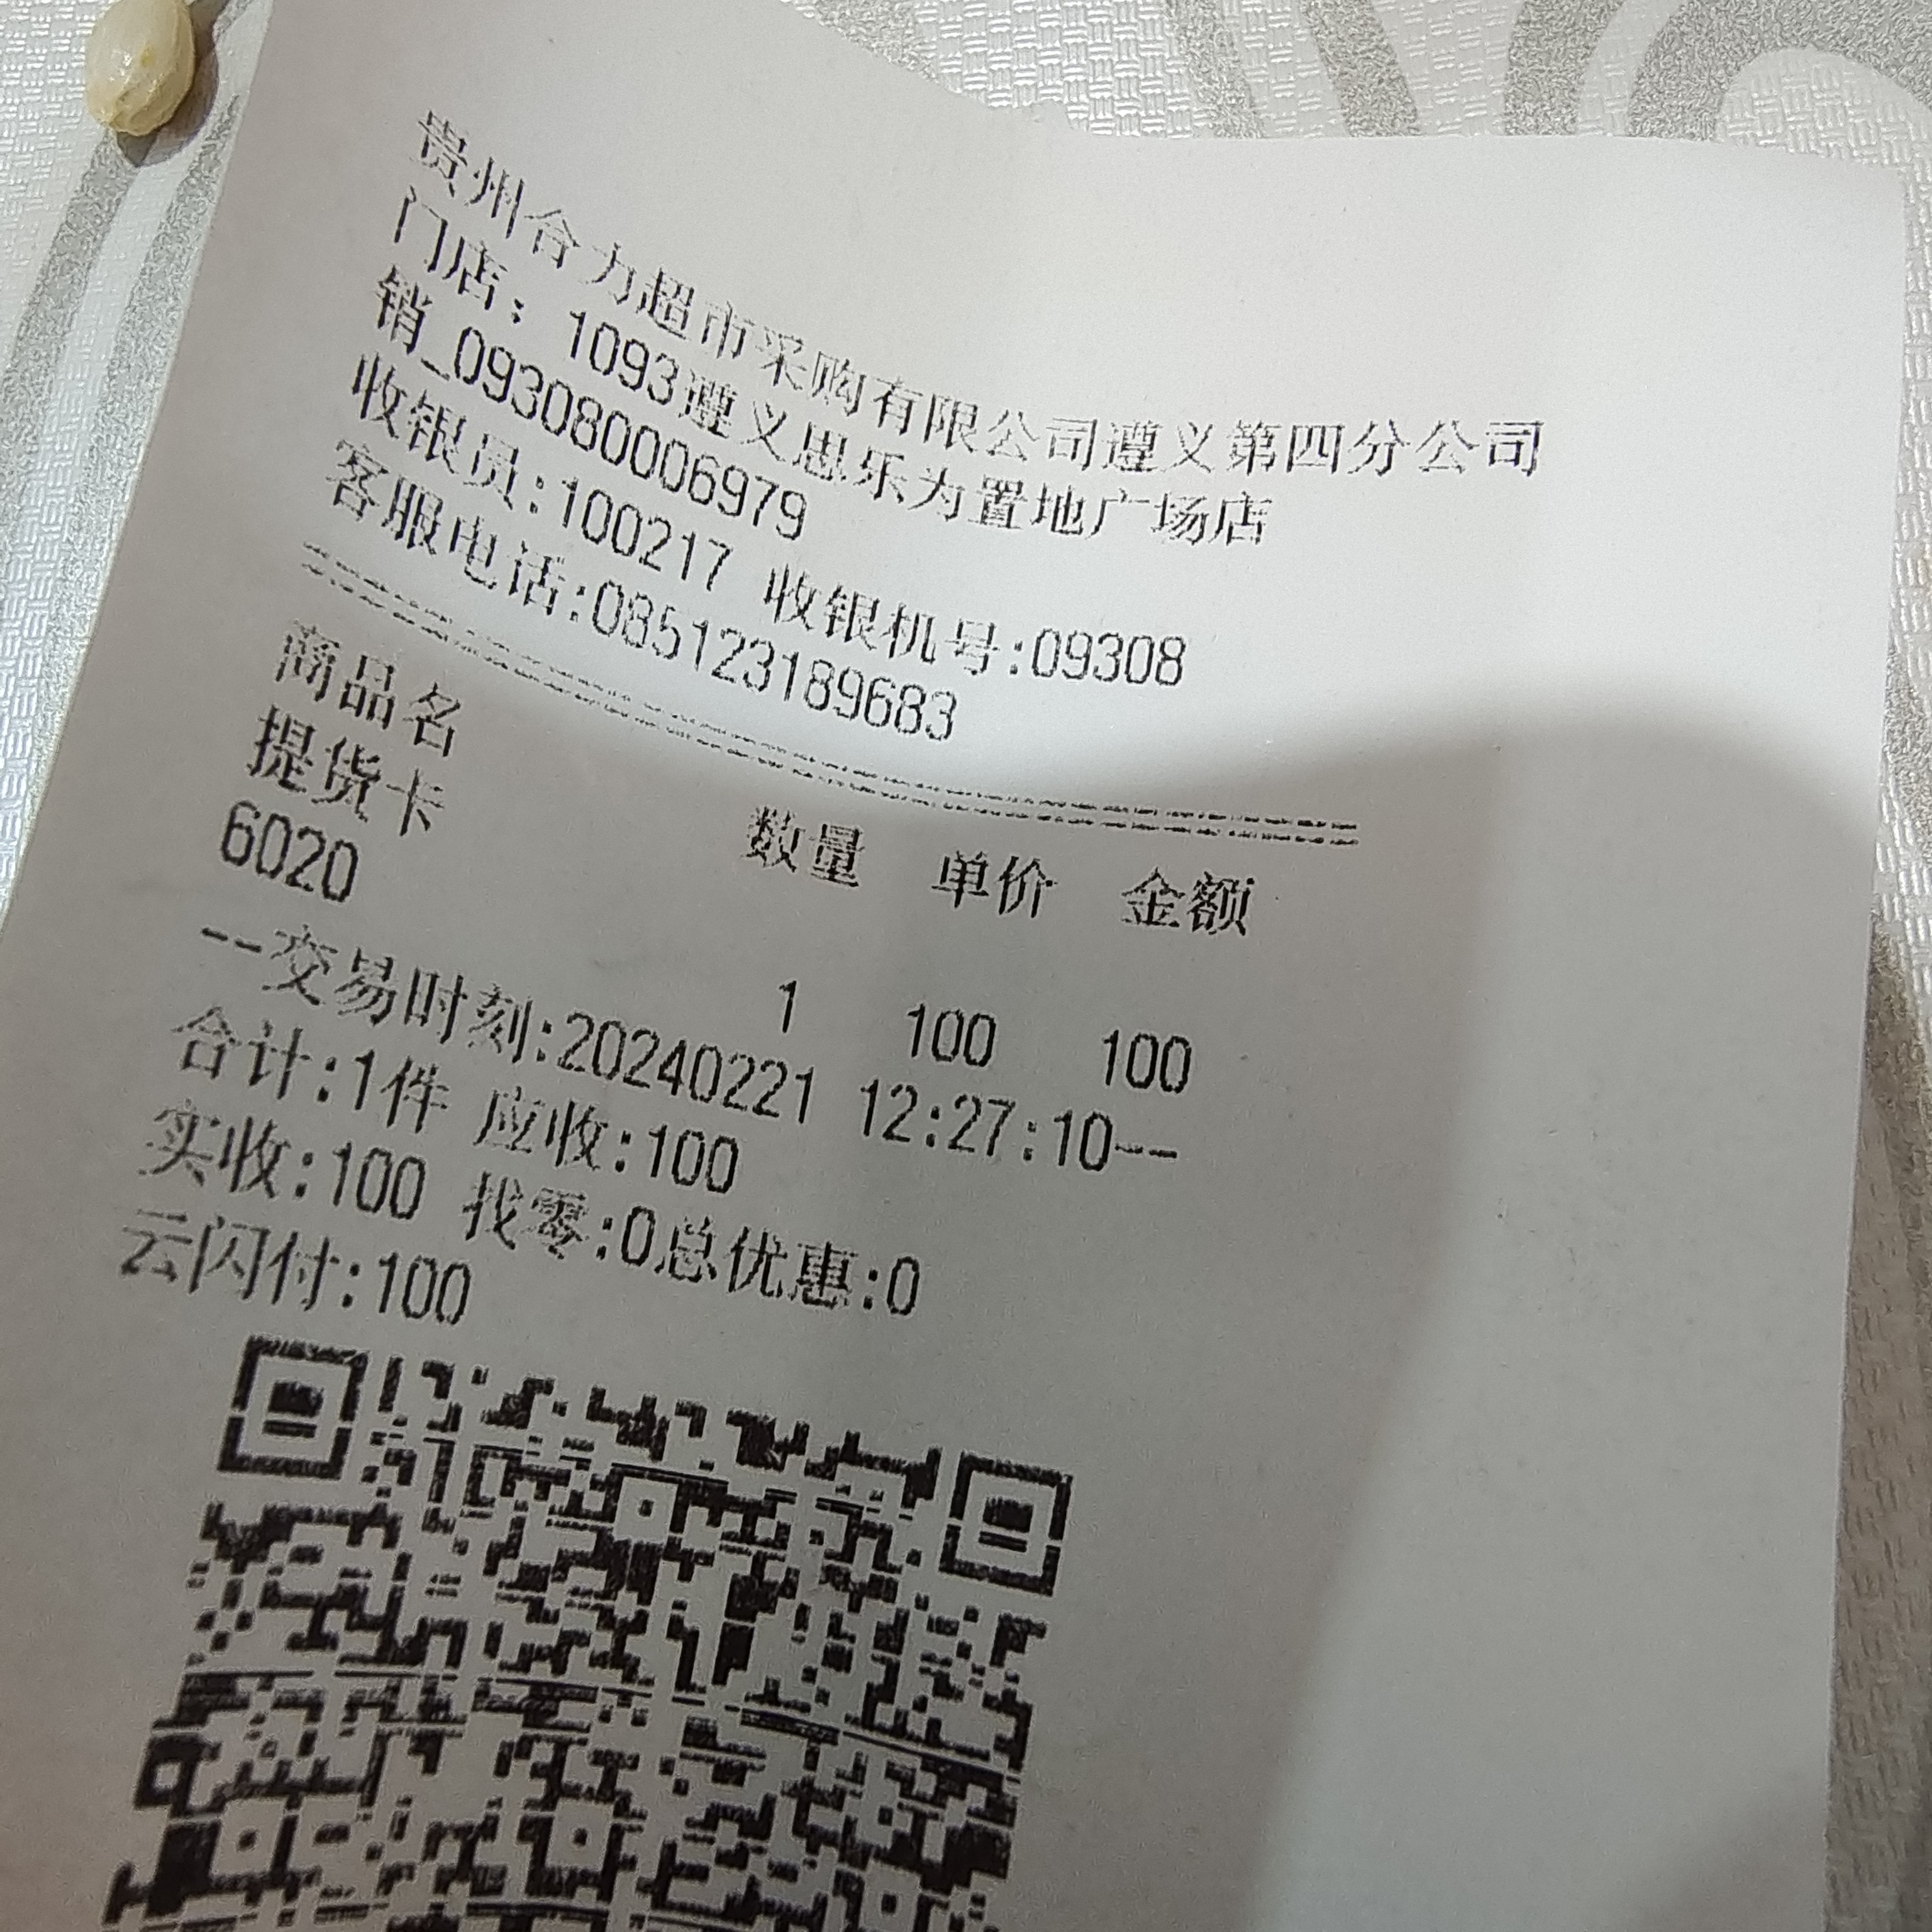 贵州合力超市采购有限公司遵义第四分公司
门店：1093遵义思乐为置地广场店
销_093080006979
收银员:100217 收银机号:09308
客服电话:085123189683
商品名 数量 单价 金额
提货卡
6020 1 100 100
--交易时刻:20240221 12:27:10--
合计:1件 应收:100
实收:100 找零:0总优惠:0
云闪付:100